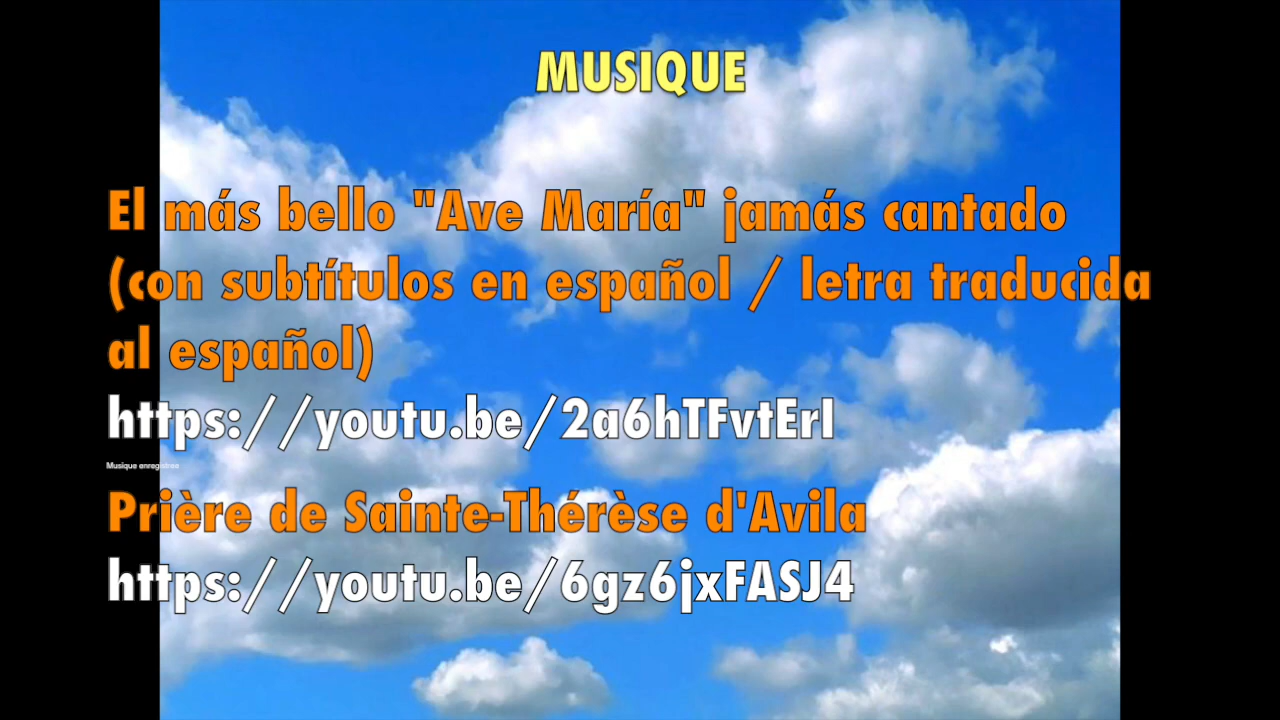 MUSIQUE
El más bello "Ave María" jamás cantado
(con subtítulos en español / letra traducida
al español)
https://youtu.be/2a6hTFvtErI
Musique enregistrée
Prière de Sainte-Thérèse d'Avila
https://youtu.be/6gz6jxFASJ4